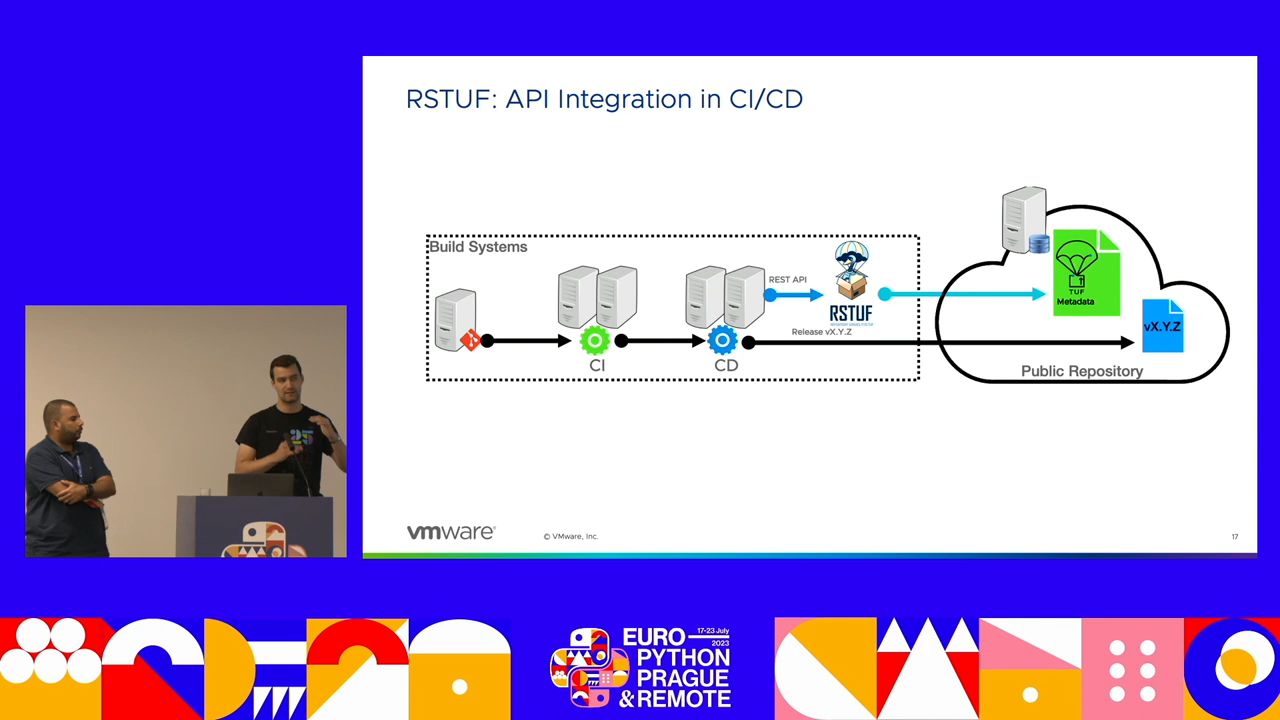 RSTUF: API Integration in CI/CD
Build Systems
REST API
RSTUF
Release vX.Y.Z
CI
CD
TUF
Metadata
vX.Y.Z
Public Repository
25
vmware®
© VMware, Inc.
17
EURO
17-23 July
2023
PYTHON
PRAGUE
& REMOTE